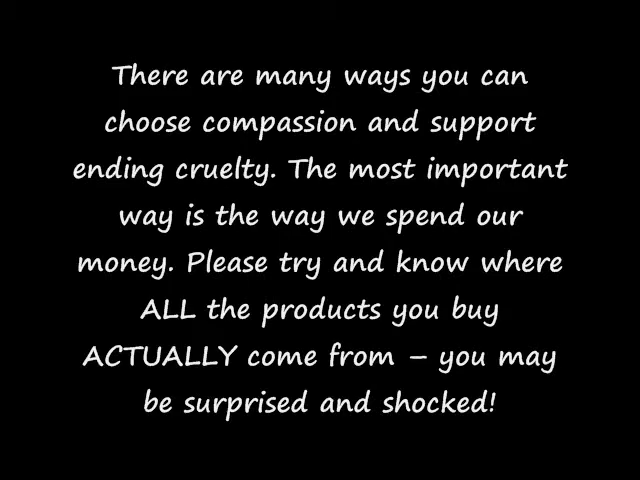 There are many ways you can
choose compassion and support
ending cruelty. The most important
way is the way we spend our
money. Please try and know where
ALL the products you buy
ACTUALLY come from – you may
be surprised and shocked!